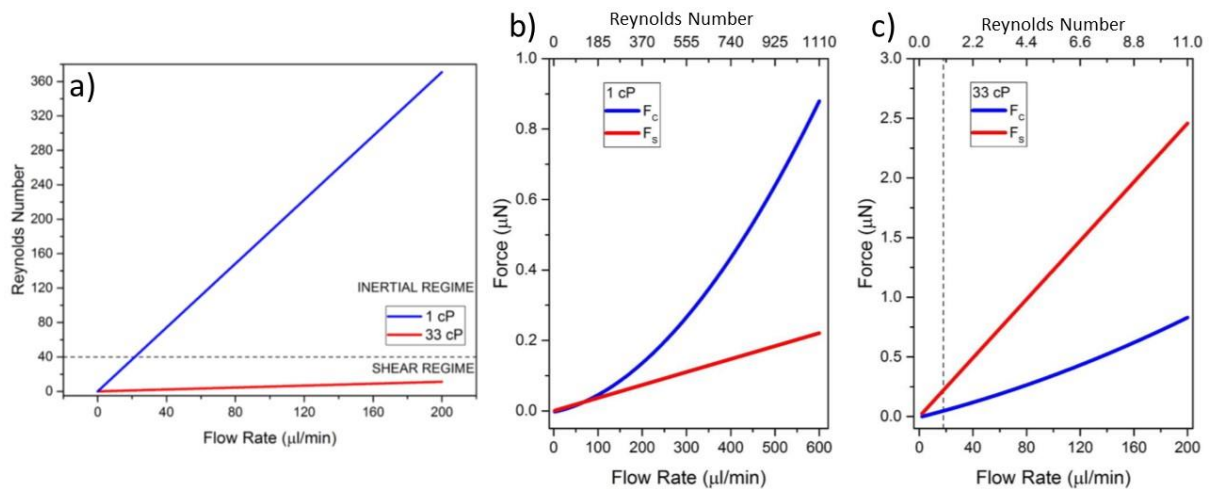 a)
Reynolds Number
360
320
280
240
200
160
120
80
40
0
INERTIAL REGIME
1 cP
33 cP
SHEAR REGIME
0 40 80 120 160 200
Flow Rate (μl/min)
b)
Reynolds Number
0 185 370 555 740 925 1110
1 cP
Fc
Fs
Force (μN)
1.0
0.8
0.6
0.4
0.2
0.0
0 100 200 300 400 500 600
Flow Rate (μl/min)
c)
Reynolds Number
0.0 2.2 4.4 6.6 8.8 11.0
33 cP
Fc
Fs
Force (μN)
3.0
2.5
2.0
1.5
1.0
0.5
0.0
0 40 80 120 160 200
Flow Rate (μl/min)